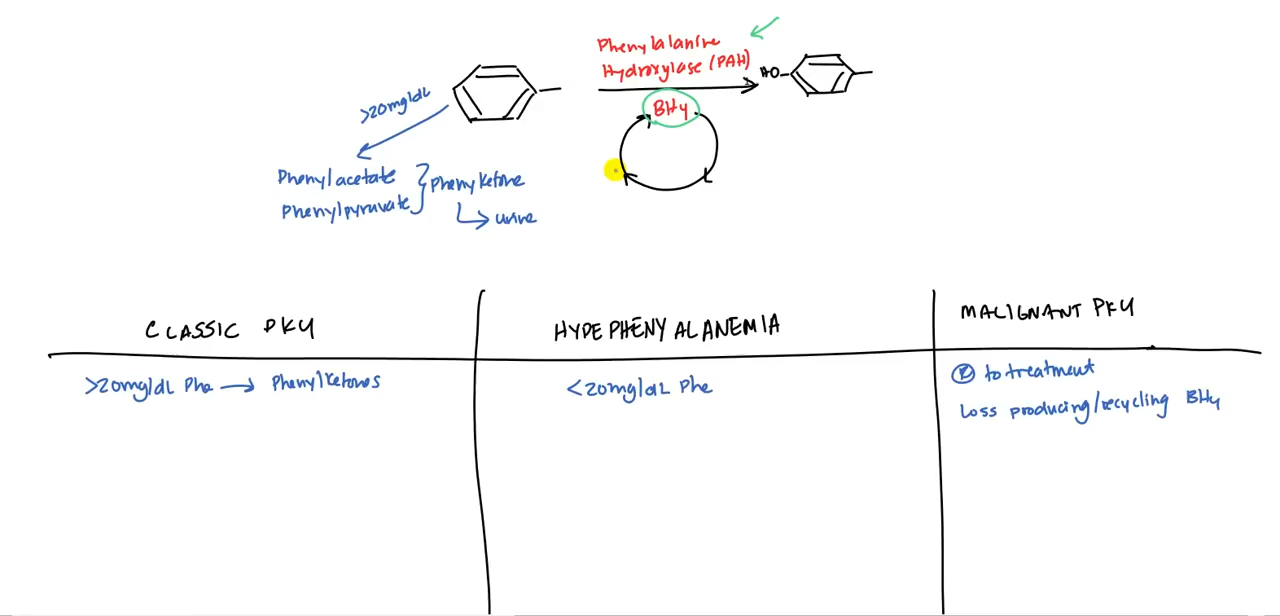 Phenylalanine
Hydroxylase (PAH)
HO
>20mg/dL
BH4
Phenylacetate
Phenylpyruvate
Phenylketone
urine
CLASSIC PKU
HYPEPHENYALANEMIA
MALIGNANT PKU
>20mg/dL Phe → Phenylketones
<20mg/dL Phe
Ⓡ to treatment
Loss producing/recycling BH4